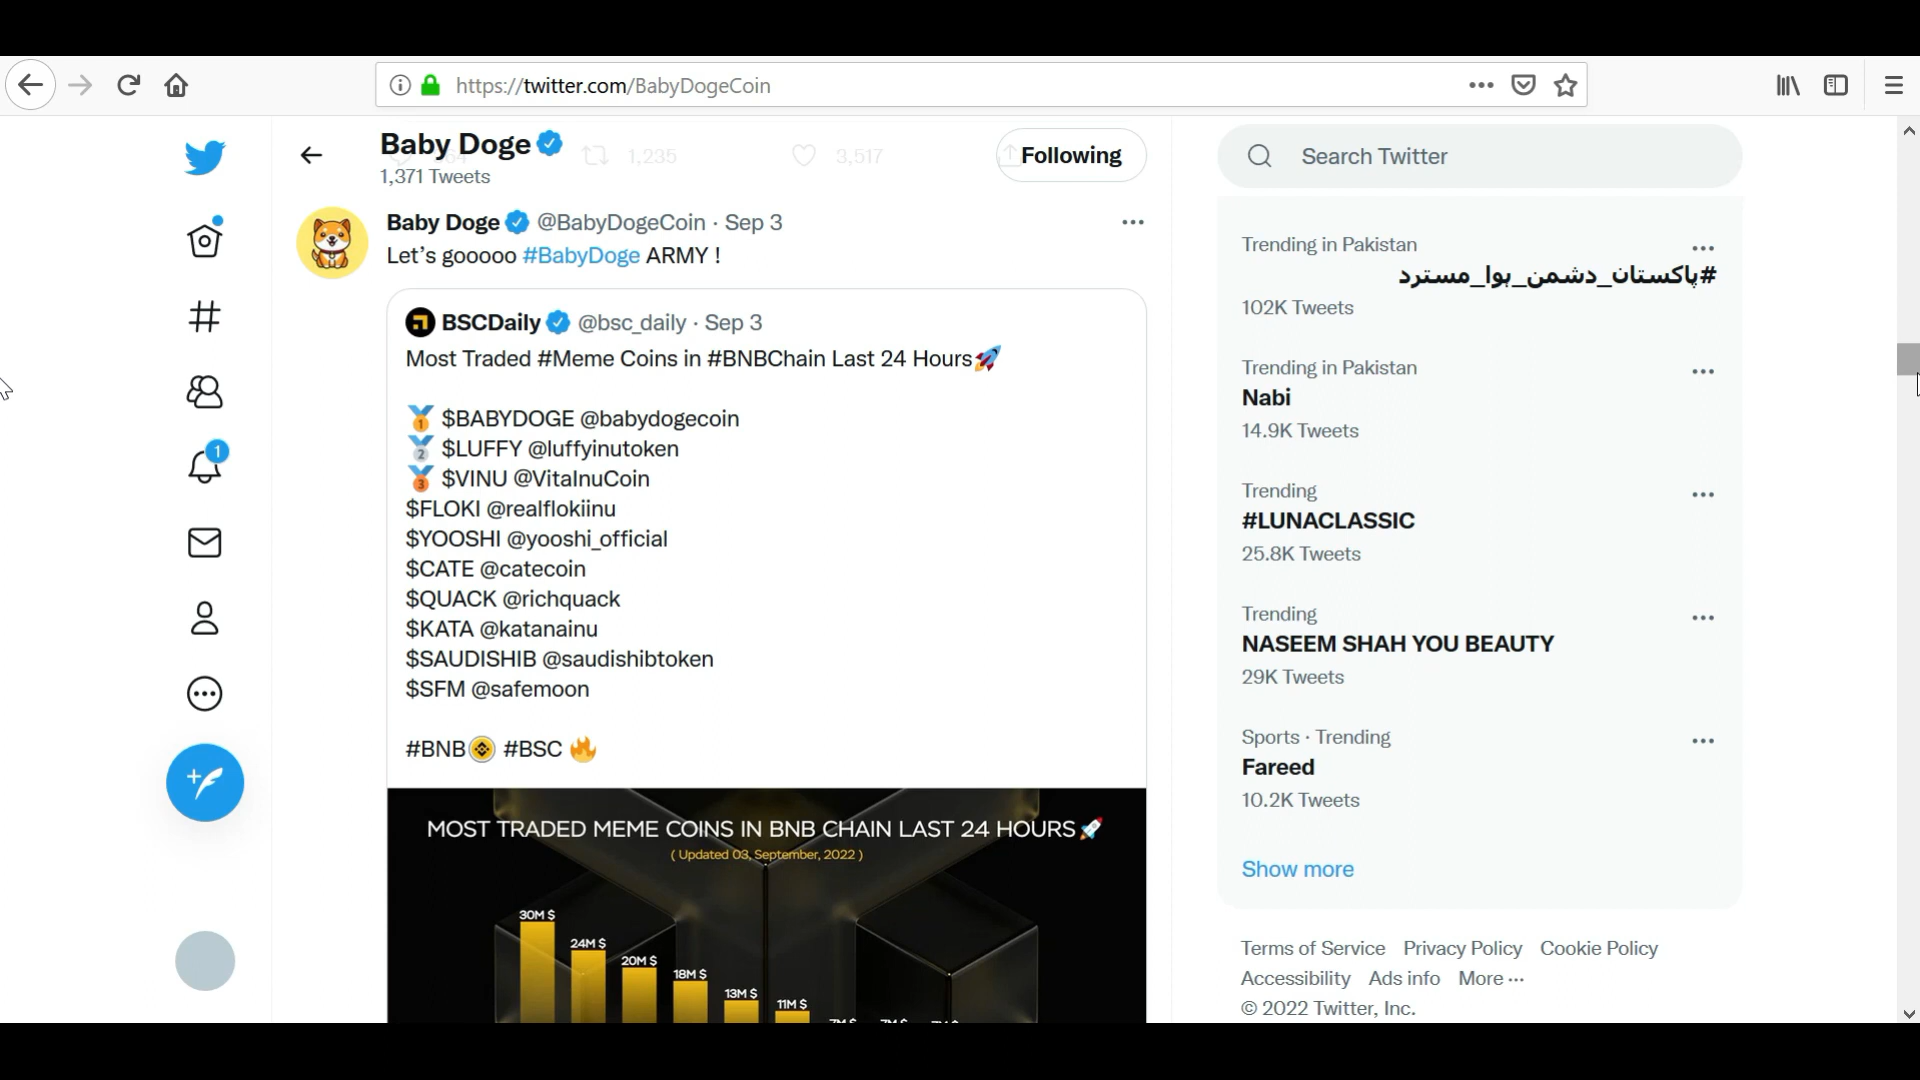 https://twitter.com/BabyDogeCoin
Baby Doge
1,371 Tweets
1,235
3,517
Following
Baby Doge @BabyDogeCoin · Sep 3
Let's gooooo #BabyDoge ARMY !
BSCDaily @bsc_daily · Sep 3
Most Traded #Meme Coins in #BNBChain Last 24 Hours🚀
🥇 $BABYDOGE @babydogecoin
🥈 $LUFFY @luffyinutoken
🥉 $VINU @VitaInuCoin
$FLOKI @realflokiinu
$YOOSHI @yooshi_official
$CATE @catecoin
$QUACK @richquack
$KATA @katanainu
$SAUDISHIB @saudishibtoken
$SFM @safemoon
#BNB #BSC 🔥
MOST TRADED MEME COINS IN BNB CHAIN LAST 24 HOURS🚀
( Updated 03, September, 2022 )
30M $
24M $
20M $
18M $
13M $
11M $
1
Search Twitter
Trending in Pakistan
#پاکستان_دشمن_بوا_مسترد
102K Tweets
Trending in Pakistan
Nabi
14.9K Tweets
Trending
#LUNACLASSIC
25.8K Tweets
Trending
NASEEM SHAH YOU BEAUTY
29K Tweets
Sports · Trending
Fareed
10.2K Tweets
Show more
Terms of Service Privacy Policy Cookie Policy
Accessibility Ads info More ···
© 2022 Twitter, Inc.